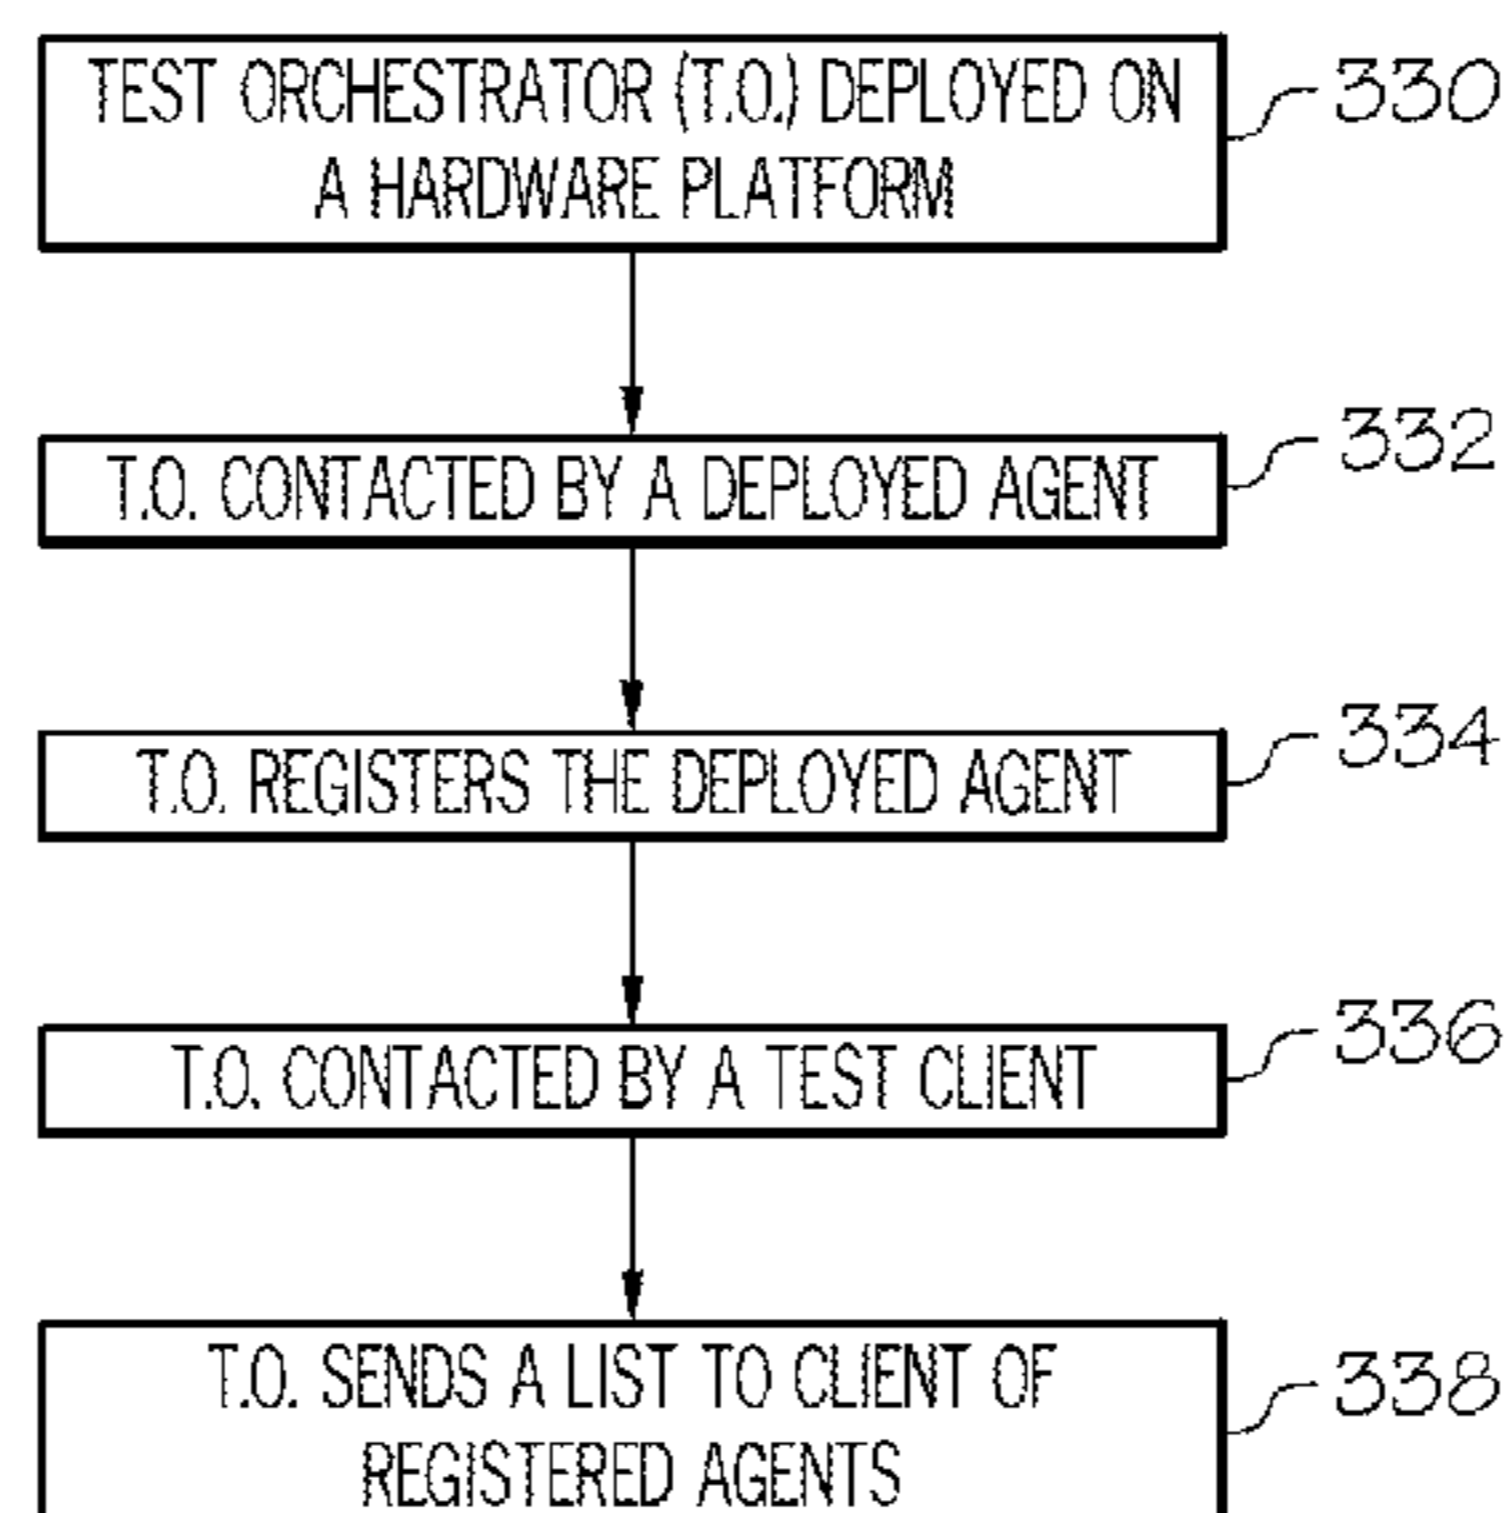 TEST ORCHESTRATOR (T.O.) DEPLOYED ON
A HARDWARE PLATFORM
330
T.O. CONTACTED BY A DEPLOYED AGENT
332
T.O. REGISTERS THE DEPLOYED AGENT
334
T.O. CONTACTED BY A TEST CLIENT
336
T.O. SENDS A LIST TO CLIENT OF
REGISTERED AGENTS
338